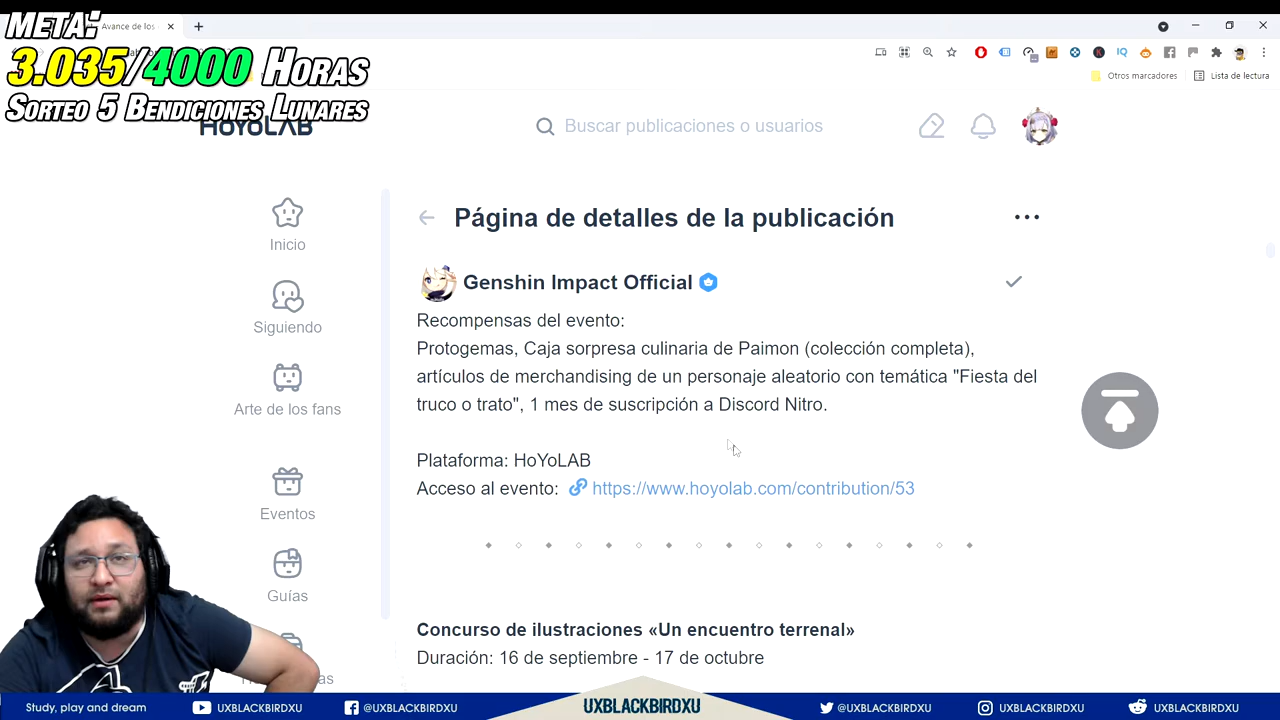 META:
3.035/4000 HORAS
SORTEO 5 BENDICIONES LUNARES
Avance de los
Otros marcadores
Lista de lectura
HOYOLAB
Buscar publicaciones o usuarios
Inicio
Siguiendo
Arte de los fans
Eventos
Guías
Página de detalles de la publicación
Genshin Impact Official
Recompensas del evento:
Protogemas, Caja sorpresa culinaria de Paimon (colección completa),
artículos de merchandising de un personaje aleatorio con temática "Fiesta del
truco o trato", 1 mes de suscripción a Discord Nitro.
Plataforma: HoYoLAB
Acceso al evento: https://www.hoyolab.com/contribution/53
Concurso de ilustraciones «Un encuentro terrenal»
Duración: 16 de septiembre - 17 de octubre
Study, play and dream
UXBLACKBIRDXU
@UXBLACKBIRDXU
UXBLACKBIRDXU
@UXBLACKBIRDXU
UXBLACKBIRDXU
UXBLACKBIRDXU